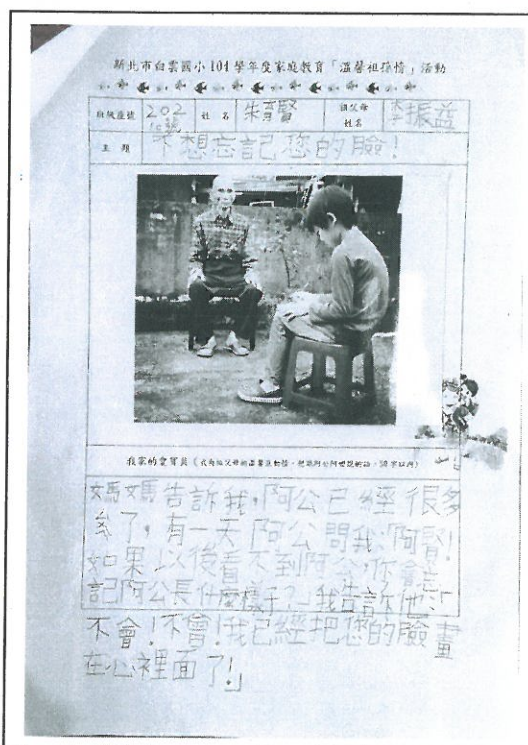 新北市白雲國小 104 學年度家庭教育「溫馨祖孫情」活動
班級座號 202 姓名 朱育賢 祖父母姓名 李振益
主題 不想忘記您的臉!
我家的老寶貝
媽媽告訴我,阿公已經很多
歲了,有一天阿公問我:「阿賢!
如果以後看不到阿公,你會忘
記阿公長什麼樣子?」我告訴他:「
不會!不會!我已經把您的臉畫
在心裡面了!」